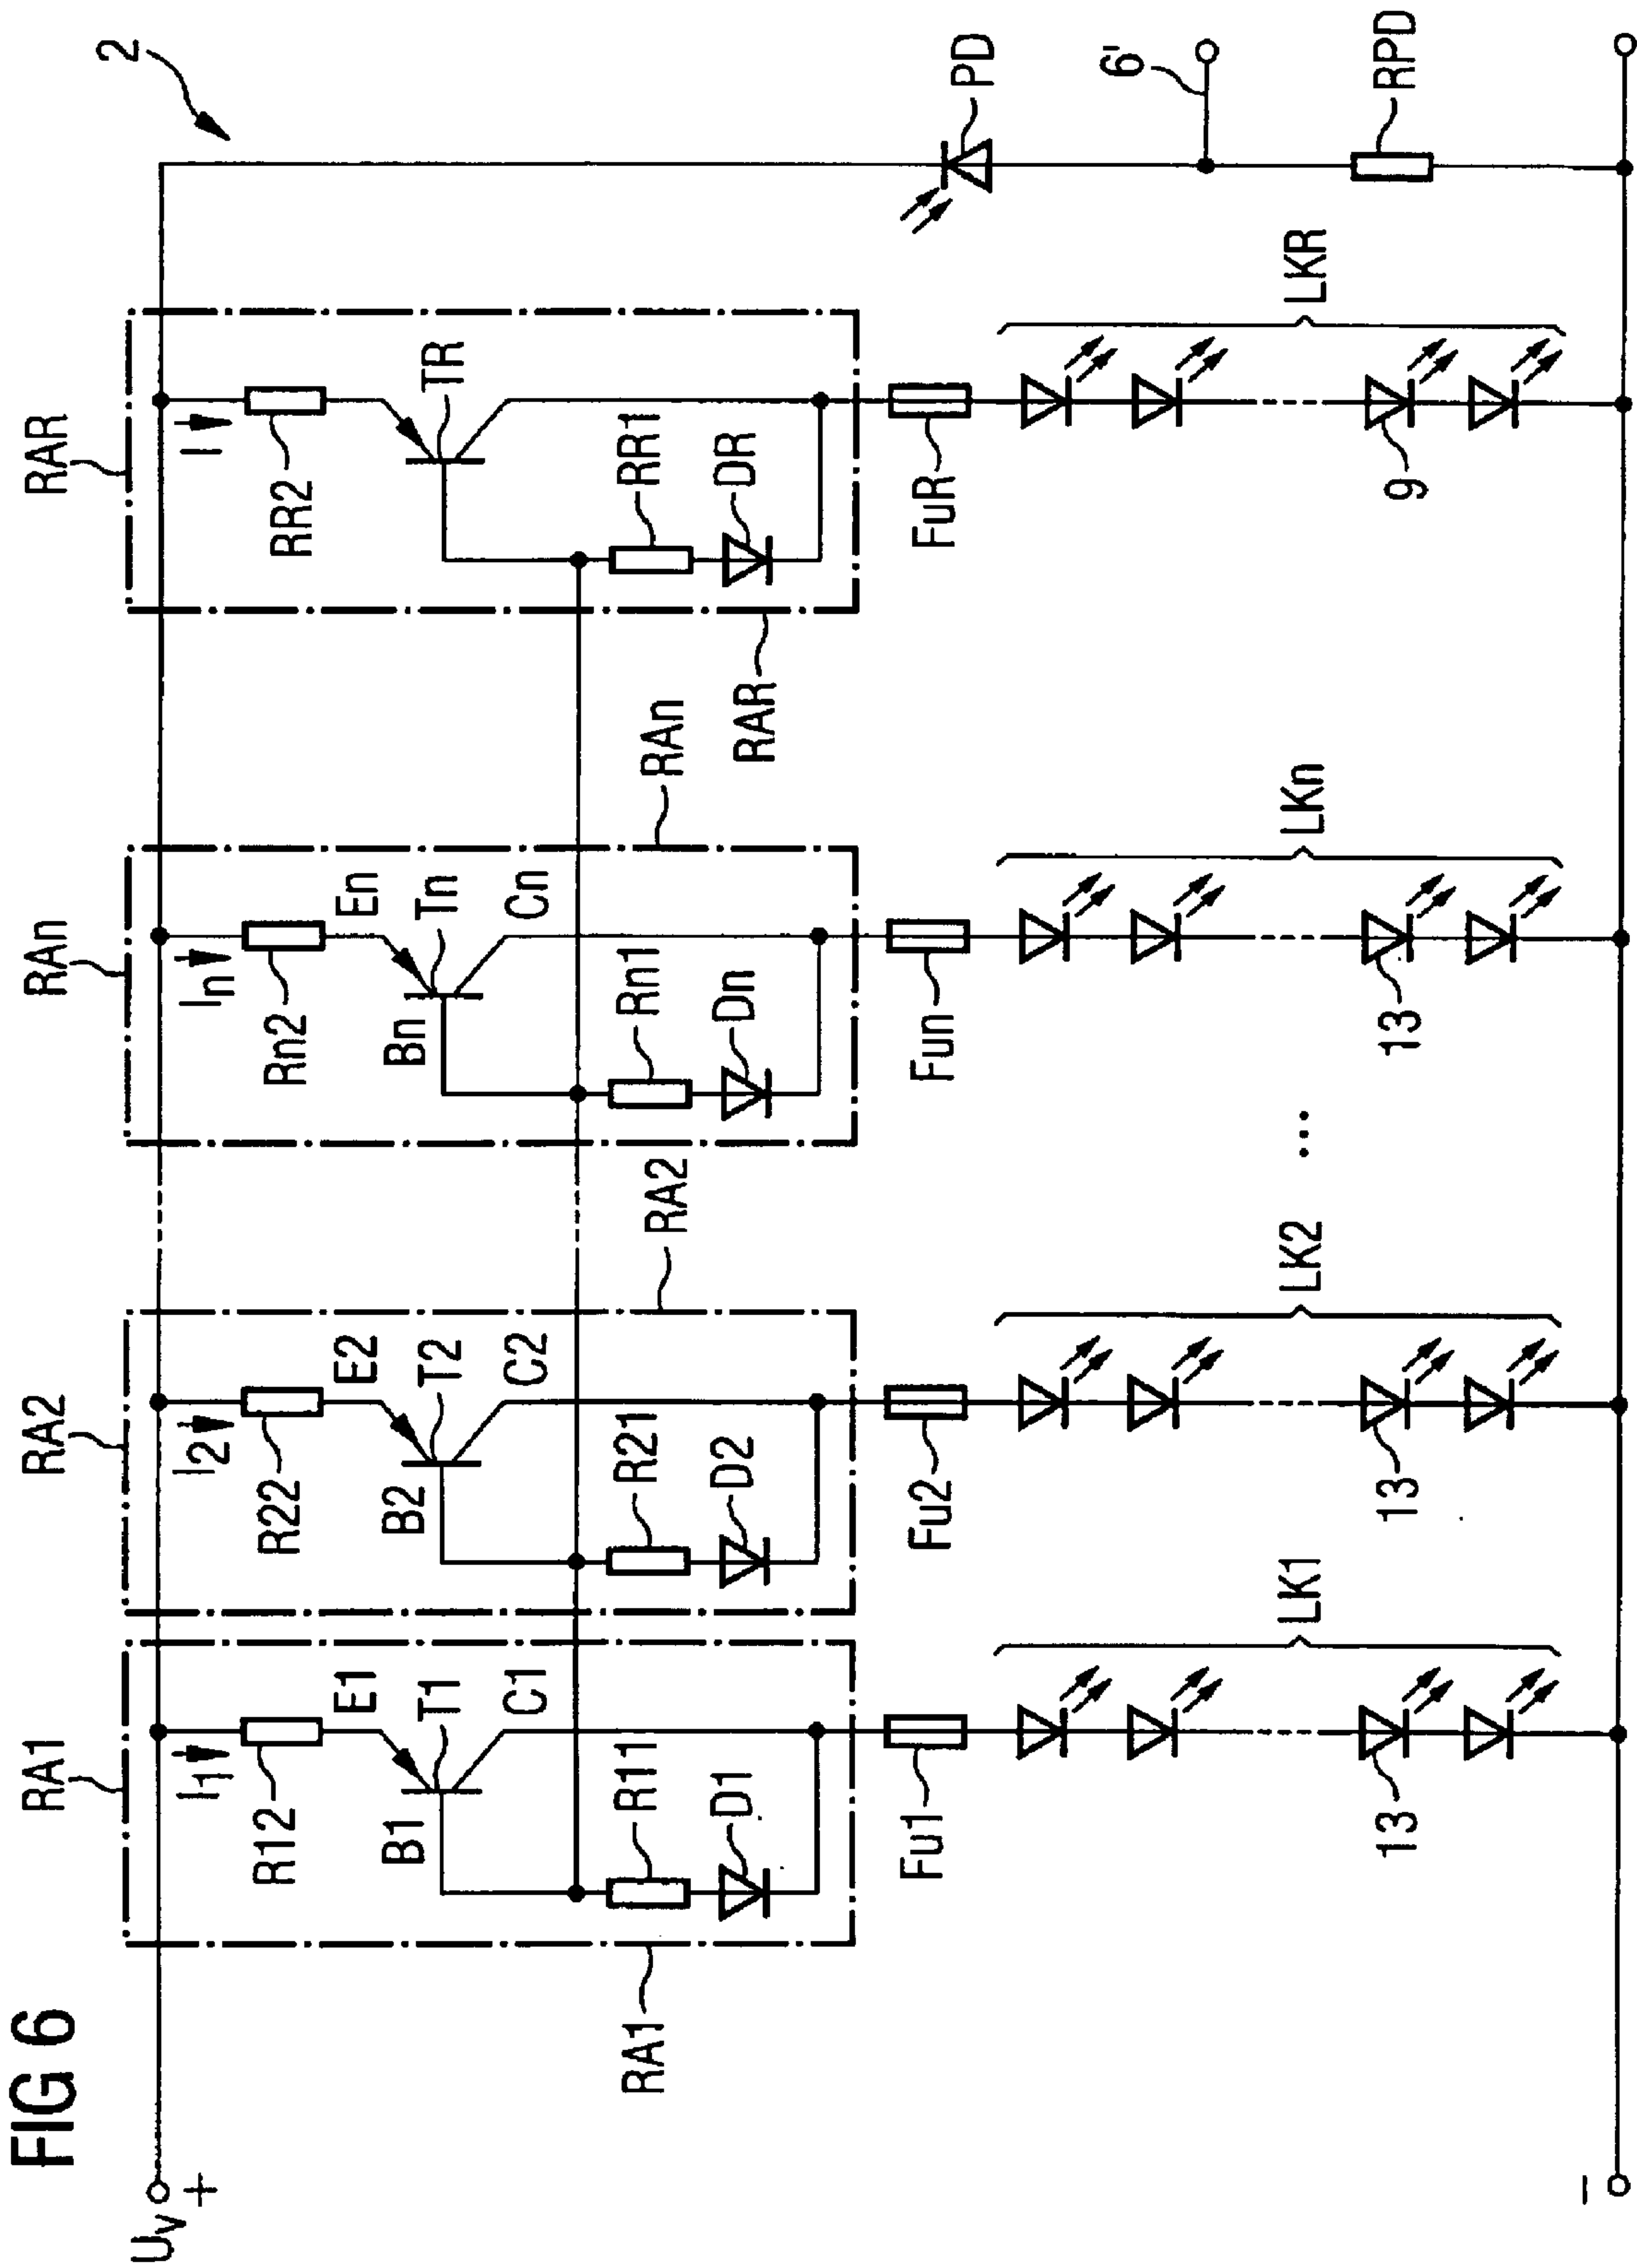 FIG 6
2
RA1
RA2
RAn
RAR
Uv
+
I1
I2
In
I
R12
R22
Rn2
RR2
E1
E2
En
B1
T1
B2
T2
Bn
Tn
TR
C1
C2
Cn
RA1
R11
RA2
R21
RAn
Rn1
RAR
RR1
D1
D2
Dn
DR
PD
Fu1
Fu2
Fun
FuR
6'
LK1
LK2
...
LKn
LKR
13
13
13
9
RPD
–